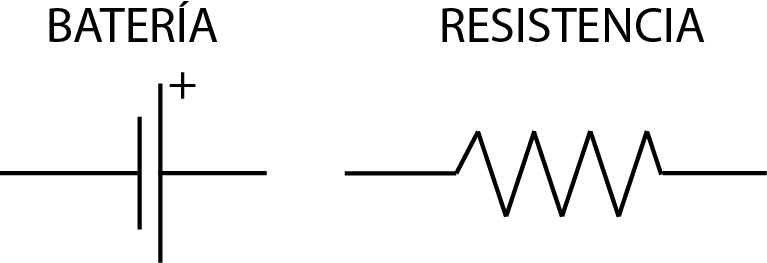 BATERÍA
RESISTENCIA
+